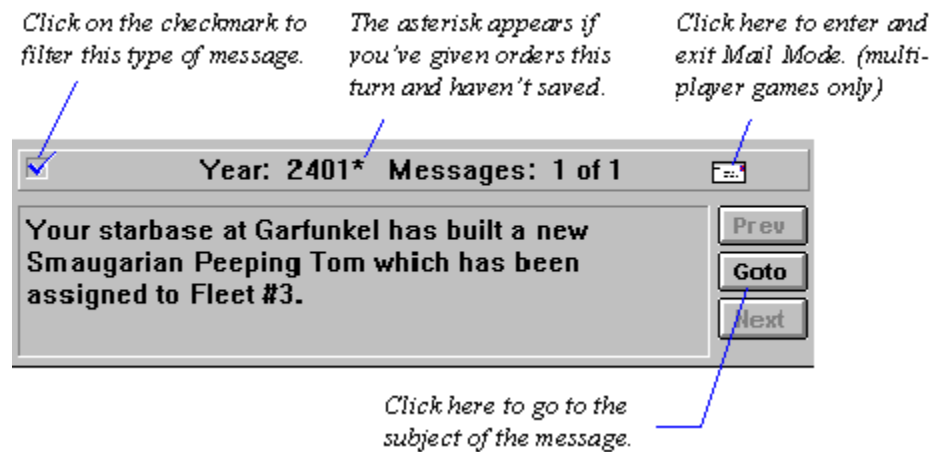 Click on the checkmark to
filter this type of message.
The asterisk appears if
you've given orders this
turn and haven't saved.
Click here to enter and
exit Mail Mode. (multi-
player games only)
Year: 2401* Messages: 1 of 1
Your starbase at Garfunkel has built a new
Smaugarian Peeping Tom which has been
assigned to Fleet #3.
Prev
Goto
Next
Click here to go to the
subject of the message.